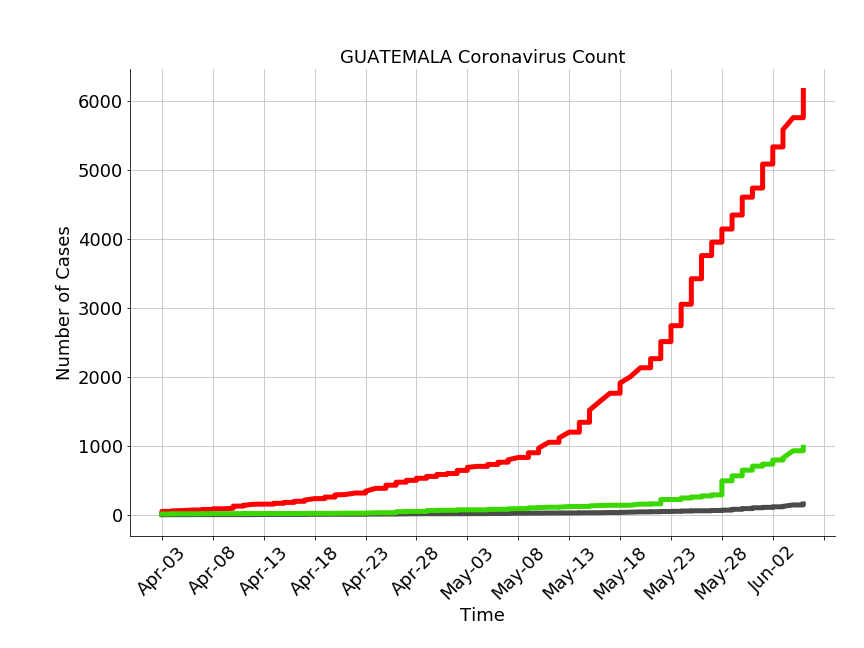 GUATEMALA Coronavirus Count
6000
5000
4000
3000
2000
1000
0
Number of Cases
Apr-03
Apr-08
Apr-13
Apr-18
Apr-23
Apr-28
May-03
May-08
May-13
May-18
May-23
May-28
Jun-02
Time